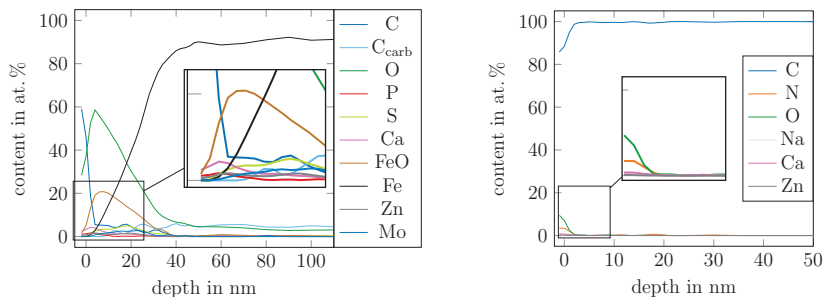 100
80
60
40
20
0
0
20
40
60
80
100
content in at. %
depth in nm
C
C_carb
O
P
S
Ca
FeO
Fe
Zn
Mo
100
80
60
40
20
0
0
10
20
30
40
50
content in at. %
depth in nm
C
N
O
Na
Ca
Zn